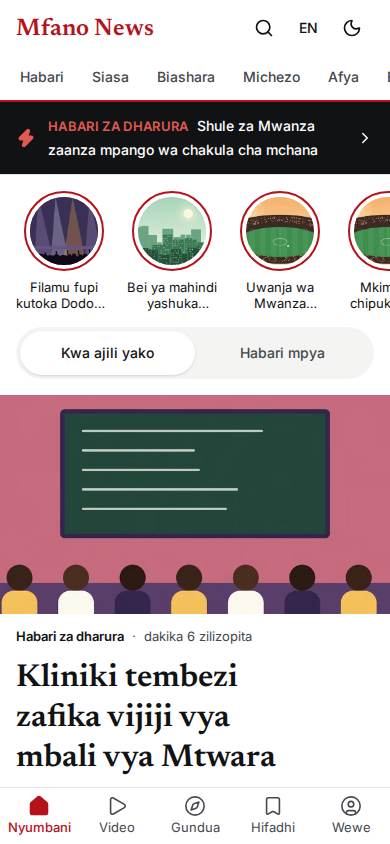 Mfano News
EN
Habari
Siasa
Biashara
Michezo
Afya
HABARI ZA DHARURA Shule za Mwanza
zaanza mpango wa chakula cha mchana
Filamu fupi
kutoka Dodo...
Bei ya mahindi
yashuka...
Uwanja wa
Mwanza...
Kwa ajili yako
Habari mpya
Habari za dharura · dakika 6 zilizopita
Kliniki tembezi
zafika vijiji vya
mbali vya Mtwara
Nyumbani
Video
Gundua
Hifadhi
Wewe